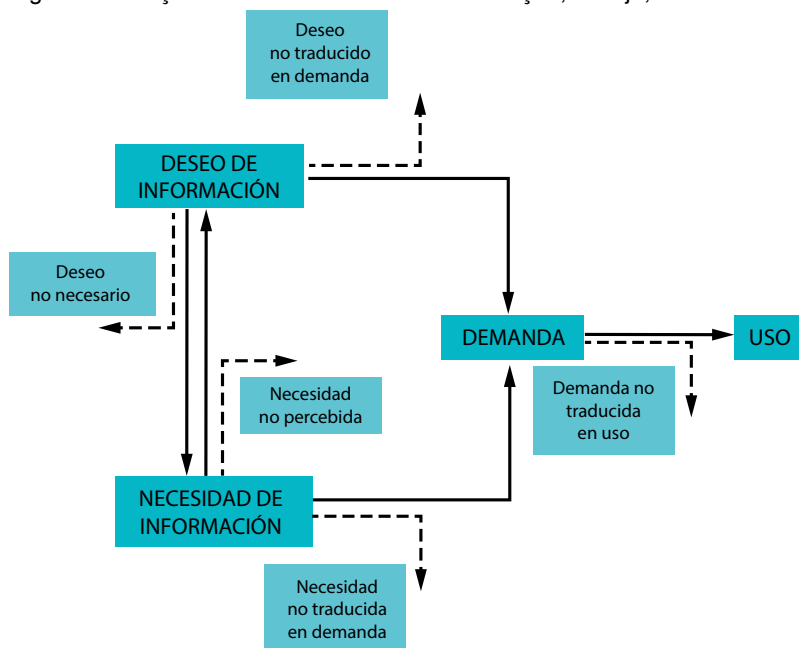 Deseo
no traducido
en demanda
DESEO DE
INFORMACIÓN
Deseo
no necesario
DEMANDA
USO
Necesidad
no percebida
Demanda no
traducida
en uso
NECESIDAD DE
INFORMACIÓN
Necesidad
no traducida
en demanda